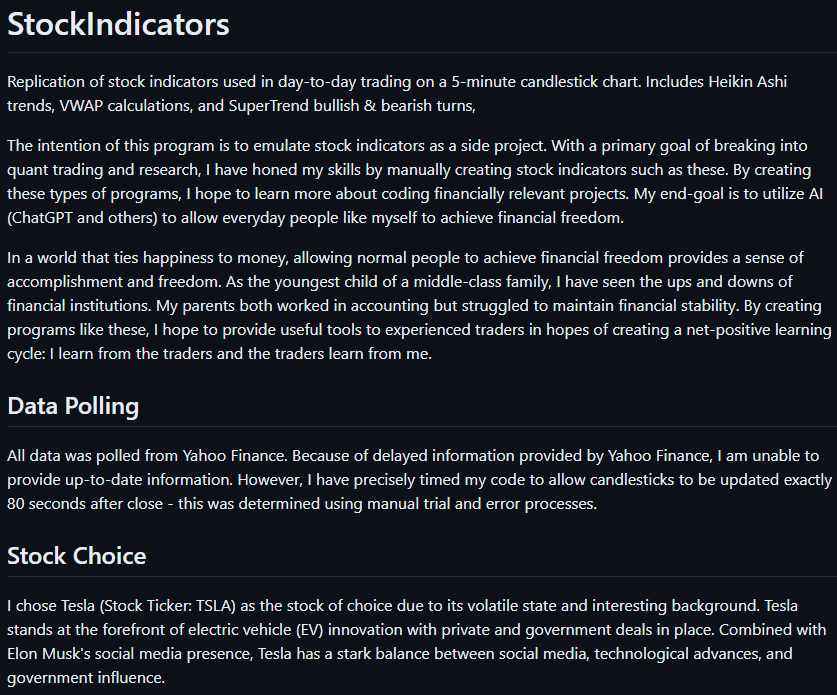 StockIndicators
Replication of stock indicators used in day-to-day trading on a 5-minute candlestick chart. Includes Heikin Ashi
trends, VWAP calculations, and SuperTrend bullish & bearish turns,
The intention of this program is to emulate stock indicators as a side project. With a primary goal of breaking into
quant trading and research, I have honed my skills by manually creating stock indicators such as these. By creating
these types of programs, I hope to learn more about coding financially relevant projects. My end-goal is to utilize AI
(ChatGPT and others) to allow everyday people like myself to achieve financial freedom.
In a world that ties happiness to money, allowing normal people to achieve financial freedom provides a sense of
accomplishment and freedom. As the youngest child of a middle-class family, I have seen the ups and downs of
financial institutions. My parents both worked in accounting but struggled to maintain financial stability. By creating
programs like these, I hope to provide useful tools to experienced traders in hopes of creating a net-positive learning
cycle: I learn from the traders and the traders learn from me.
Data Polling
All data was polled from Yahoo Finance. Because of delayed information provided by Yahoo Finance, I am unable to
provide up-to-date information. However, I have precisely timed my code to allow candlesticks to be updated exactly
80 seconds after close - this was determined using manual trial and error processes.
Stock Choice
I chose Tesla (Stock Ticker: TSLA) as the stock of choice due to its volatile state and interesting background. Tesla
stands at the forefront of electric vehicle (EV) innovation with private and government deals in place. Combined with
Elon Musk's social media presence, Tesla has a stark balance between social media, technological advances, and
government influence.